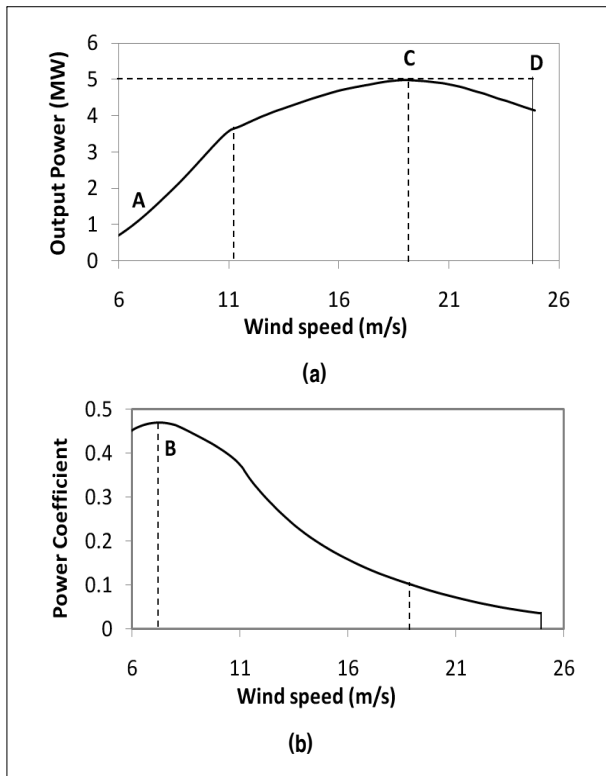 Output Power (MW)
6
5
4
3
2
1
0
A
C
D
6 11 16 21 26
Wind speed (m/s)
(a)
Power Coefficient
0.5
0.4
0.3
0.2
0.1
0
B
6 11 16 21 26
Wind speed (m/s)
(b)